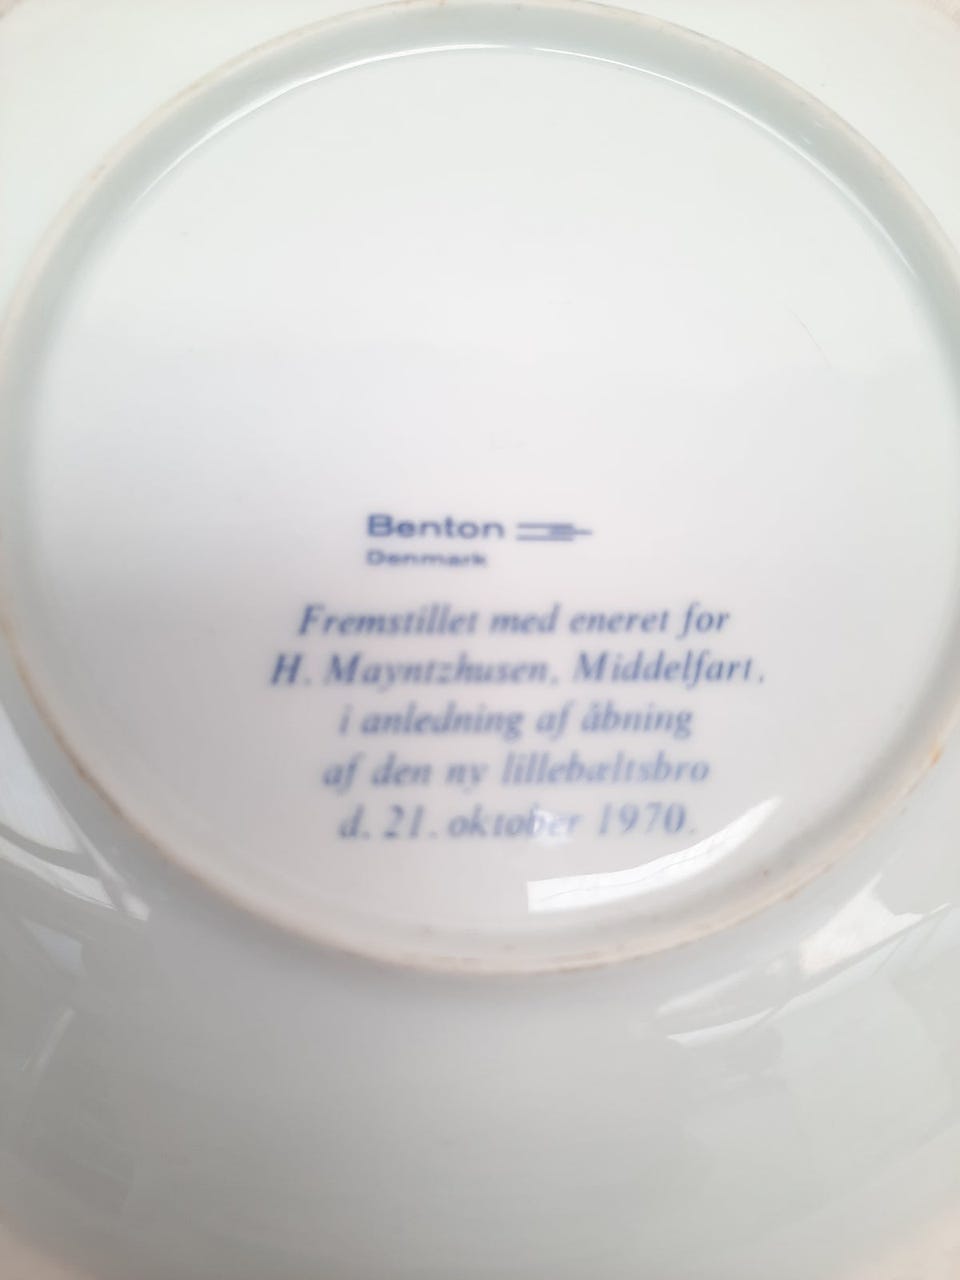 Benton
Denmark
Fremstillet med eneret for
H. Mayntzhusen, Middelfart,
i anledning af åbning
af den ny lillebæltsbro
d. 21. oktober 1970.